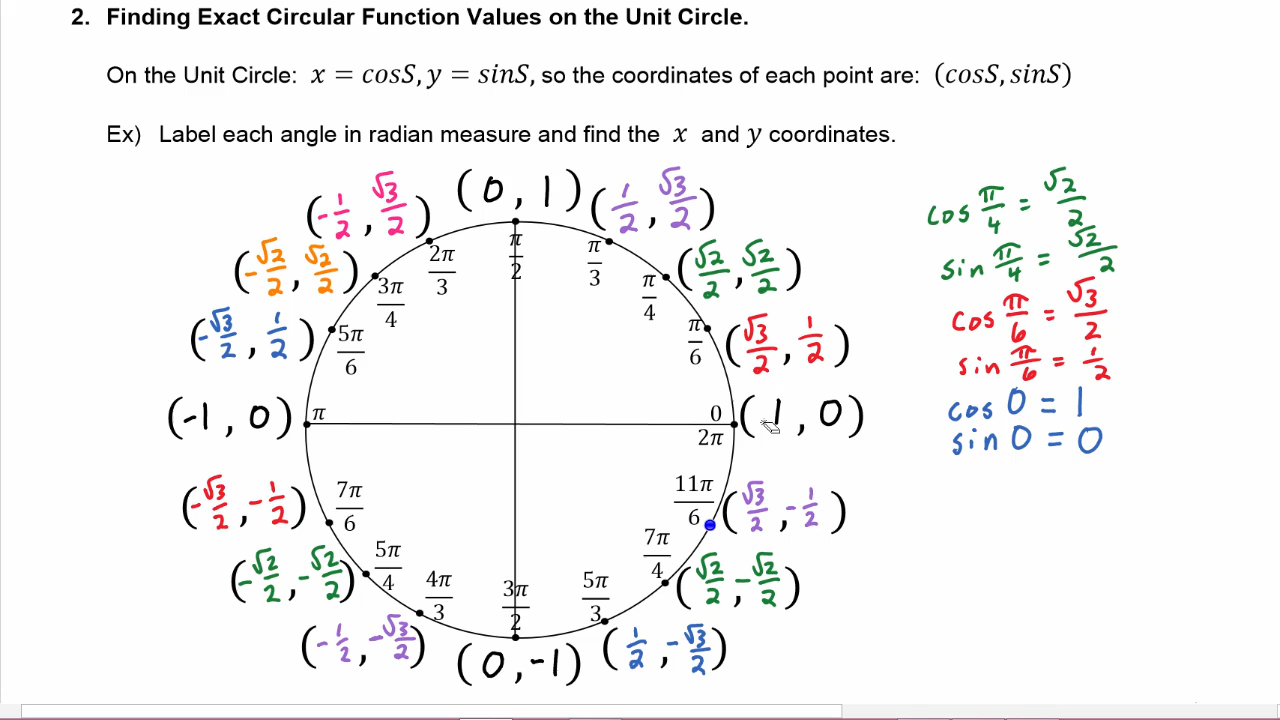 2. Finding Exact Circular Function Values on the Unit Circle.
On the Unit Circle: x = cosS, y = sinS, so the coordinates of each point are: (cosS, sinS)
Ex) Label each angle in radian measure and find the x and y coordinates.
(0, 1)
π/2
(1/2, √3/2)
π/3
(√2/2, √2/2)
π/4
(√3/2, 1/2)
π/6
(1, 0)
0
2π
(-1/2, √3/2)
2π/3
(-√2/2, √2/2)
3π/4
(-√3/2, 1/2)
5π/6
(-1, 0)
π
(-√3/2, -1/2)
7π/6
(-√2/2, -√2/2)
5π/4
(-1/2, -√3/2)
4π/3
(0, -1)
3π/2
(1/2, -√3/2)
5π/3
(√2/2, -√2/2)
7π/4
(√3/2, -1/2)
11π/6
cos π/4 = √2/2
sin π/4 = √2/2
cos π/6 = √3/2
sin π/6 = 1/2
cos 0 = 1
sin 0 = 0